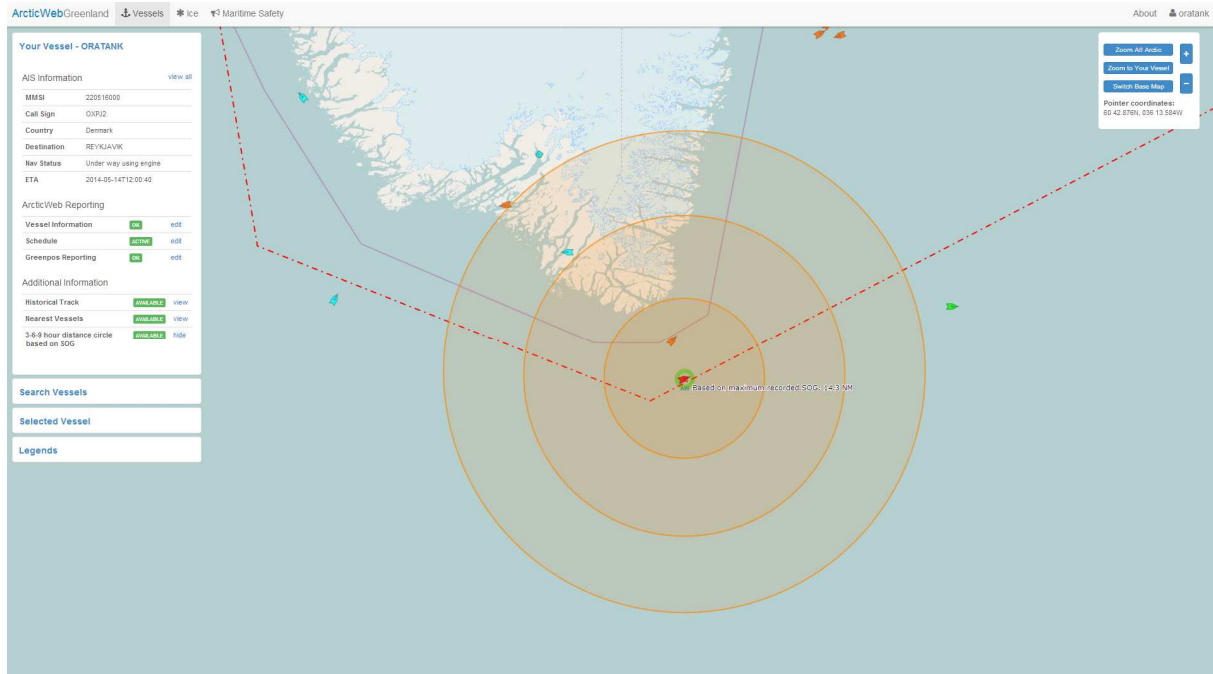 ArcticWebGreenland Vessels Ice Maritime Safety About oratank
Your Vessel - ORATANK
AIS Information view all
MMSI 220516000
Call Sign OXPJ2
Country Denmark
Destination REYKJAVIK
Nav Status Under way using engine
ETA 2014-05-14T12:00:40
ArcticWeb Reporting
Vessel Information OK edit
Schedule ACTIVE edit
Greenpos Reporting OK edit
Additional Information
Historical Track AVAILABLE view
Nearest Vessels AVAILABLE view
3-6-9 hour distance circle AVAILABLE hide
based on SOG
Search Vessels
Selected Vessel
Legends
Based on maximum recorded SOG: 14.3 NM
Zoom All Arctic +
Zoom to Your Vessel
Switch Base Map -
Pointer coordinates:
60 42.876N, 036 13.584W